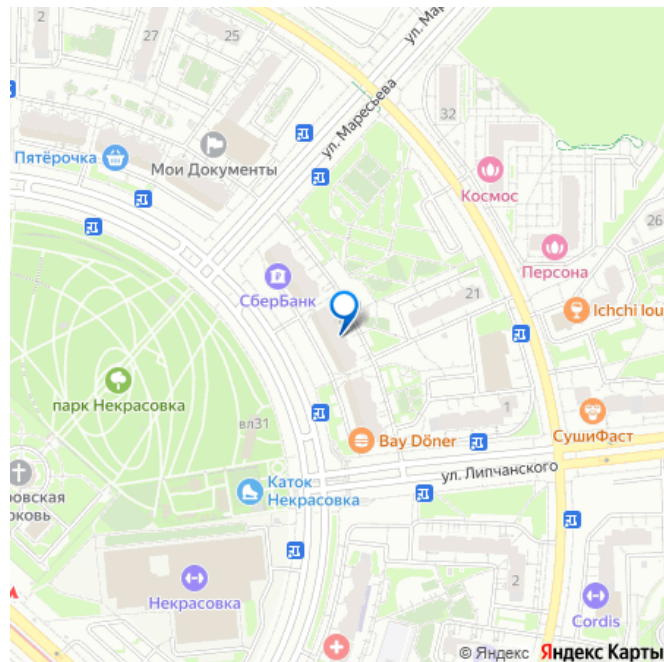 2
27
25
ул. Маресьева
32
Пятёрочка
Мои Документы
ул. Маресьева
Космос
26
Персона
СберБанк
21
Ichchi lou
парк Некрасовка
вл31
1
СушиФаст
Bay Döner
ул. Липчанского
Каток
Некрасовка
ровская
рковь
Некрасовка
2
Cordis
© Яндекс Яндекс Карты